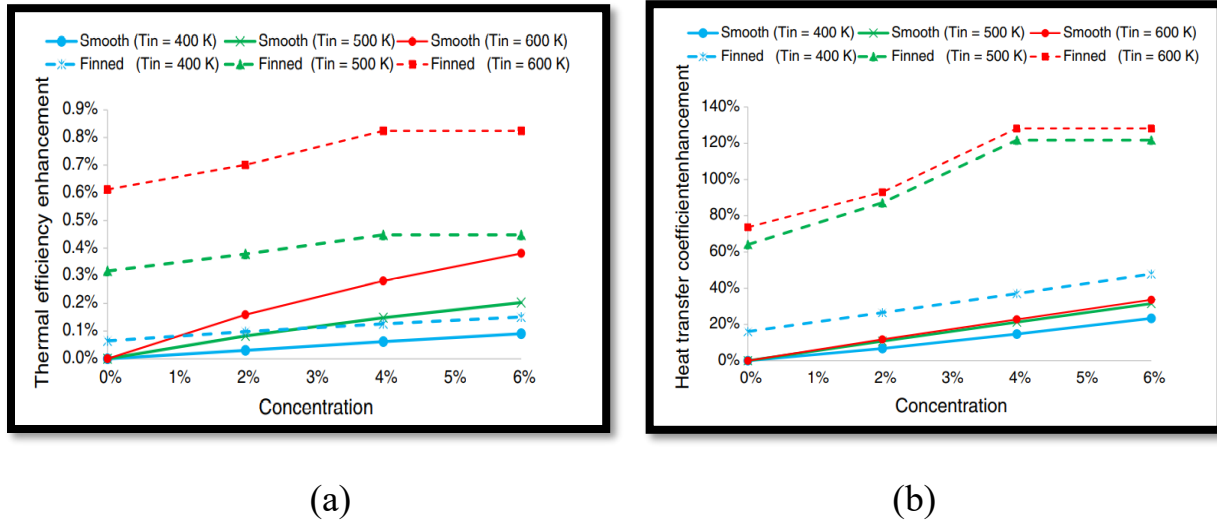 Smooth (Tin = 400 K) Smooth (Tin = 500 K) Smooth (Tin = 600 K)
Finned (Tin = 400 K) Finned (Tin = 500 K) Finned (Tin = 600 K)
Thermal efficiency enhancement
0.9%
0.8%
0.7%
0.6%
0.5%
0.4%
0.3%
0.2%
0.1%
0.0%
0% 1% 2% 3% 4% 5% 6%
Concentration
(a)
Smooth (Tin = 400 K) Smooth (Tin = 500 K) Smooth (Tin = 600 K)
Finned (Tin = 400 K) Finned (Tin = 500 K) Finned (Tin = 600 K)
Heat transfer coefficientenhancement
140%
120%
100%
80%
60%
40%
20%
0%
0% 1% 2% 3% 4% 5% 6%
Concentration
(b)